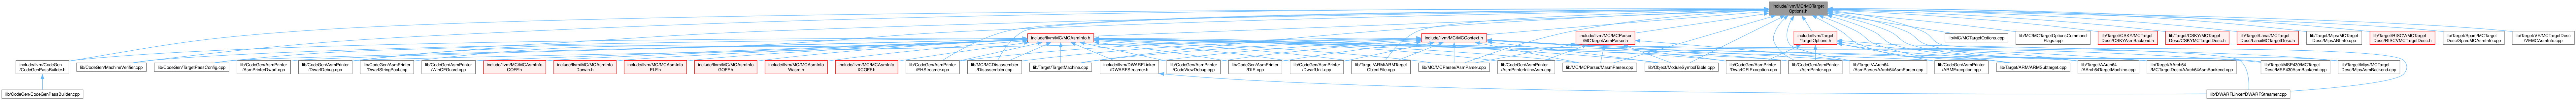 include/llvm/MC/MCTarget
Options.h
include/llvm/MC/MCAsmInfo.h
include/llvm/MC/MCContext.h
include/llvm/MC/MCParser
/MCTargetAsmParser.h
include/llvm/Target
/TargetOptions.h
lib/MC/MCTargetOptions.cpp
lib/MC/MCTargetOptionsCommand
Flags.cpp
lib/Target/CSKY/MCTarget
Desc/CSKYAsmBackend.h
lib/Target/CSKY/MCTarget
Desc/CSKYMCTargetDesc.h
lib/Target/Lanai/MCTarget
Desc/LanaiMCTargetDesc.h
lib/Target/Mips/MCTarget
Desc/MipsABIInfo.cpp
lib/Target/RISCV/MCTarget
Desc/RISCVMCTargetDesc.h
lib/Target/Sparc/MCTarget
Desc/SparcMCAsmInfo.cpp
lib/Target/VE/MCTargetDesc
/VEMCAsmInfo.cpp
include/llvm/CodeGen
/CodeGenPassBuilder.h
lib/CodeGen/MachineVerifier.cpp
lib/CodeGen/TargetPassConfig.cpp
lib/CodeGen/AsmPrinter
/AsmPrinterDwarf.cpp
lib/CodeGen/AsmPrinter
/DwarfDebug.cpp
lib/CodeGen/AsmPrinter
/DwarfStringPool.cpp
lib/CodeGen/AsmPrinter
/WinCFGuard.cpp
include/llvm/MC/MCAsmInfo
COFF.h
include/llvm/MC/MCAsmInfo
Darwin.h
include/llvm/MC/MCAsmInfo
ELF.h
include/llvm/MC/MCAsmInfo
GOFF.h
include/llvm/MC/MCAsmInfo
Wasm.h
include/llvm/MC/MCAsmInfo
XCOFF.h
lib/CodeGen/AsmPrinter
/EHStreamer.cpp
lib/MC/MCDisassembler
/Disassembler.cpp
lib/Target/TargetMachine.cpp
include/llvm/DWARFLinker
/DWARFStreamer.h
lib/CodeGen/AsmPrinter
/CodeViewDebug.cpp
lib/CodeGen/AsmPrinter
/DIE.cpp
lib/CodeGen/AsmPrinter
/DwarfUnit.cpp
lib/Target/ARM/ARMTarget
ObjectFile.cpp
lib/MC/MCParser/AsmParser.cpp
lib/CodeGen/AsmPrinter
/AsmPrinterInlineAsm.cpp
lib/MC/MCParser/MasmParser.cpp
lib/Object/ModuleSymbolTable.cpp
lib/CodeGen/AsmPrinter
/DwarfCFIException.cpp
lib/CodeGen/AsmPrinter
/AsmPrinter.cpp
lib/Target/AArch64
/AsmParser/AArch64AsmParser.cpp
lib/CodeGen/AsmPrinter
/ARMException.cpp
lib/Target/ARM/ARMSubtarget.cpp
lib/Target/AArch64
/AArch64TargetMachine.cpp
lib/Target/AArch64
/MCTargetDesc/AArch64AsmBackend.cpp
lib/Target/MSP430/MCTarget
Desc/MSP430AsmBackend.cpp
lib/Target/Mips/MCTarget
Desc/MipsAsmBackend.cpp
lib/CodeGen/CodeGenPassBuilder.cpp
lib/DWARFLinker/DWARFStreamer.cpp